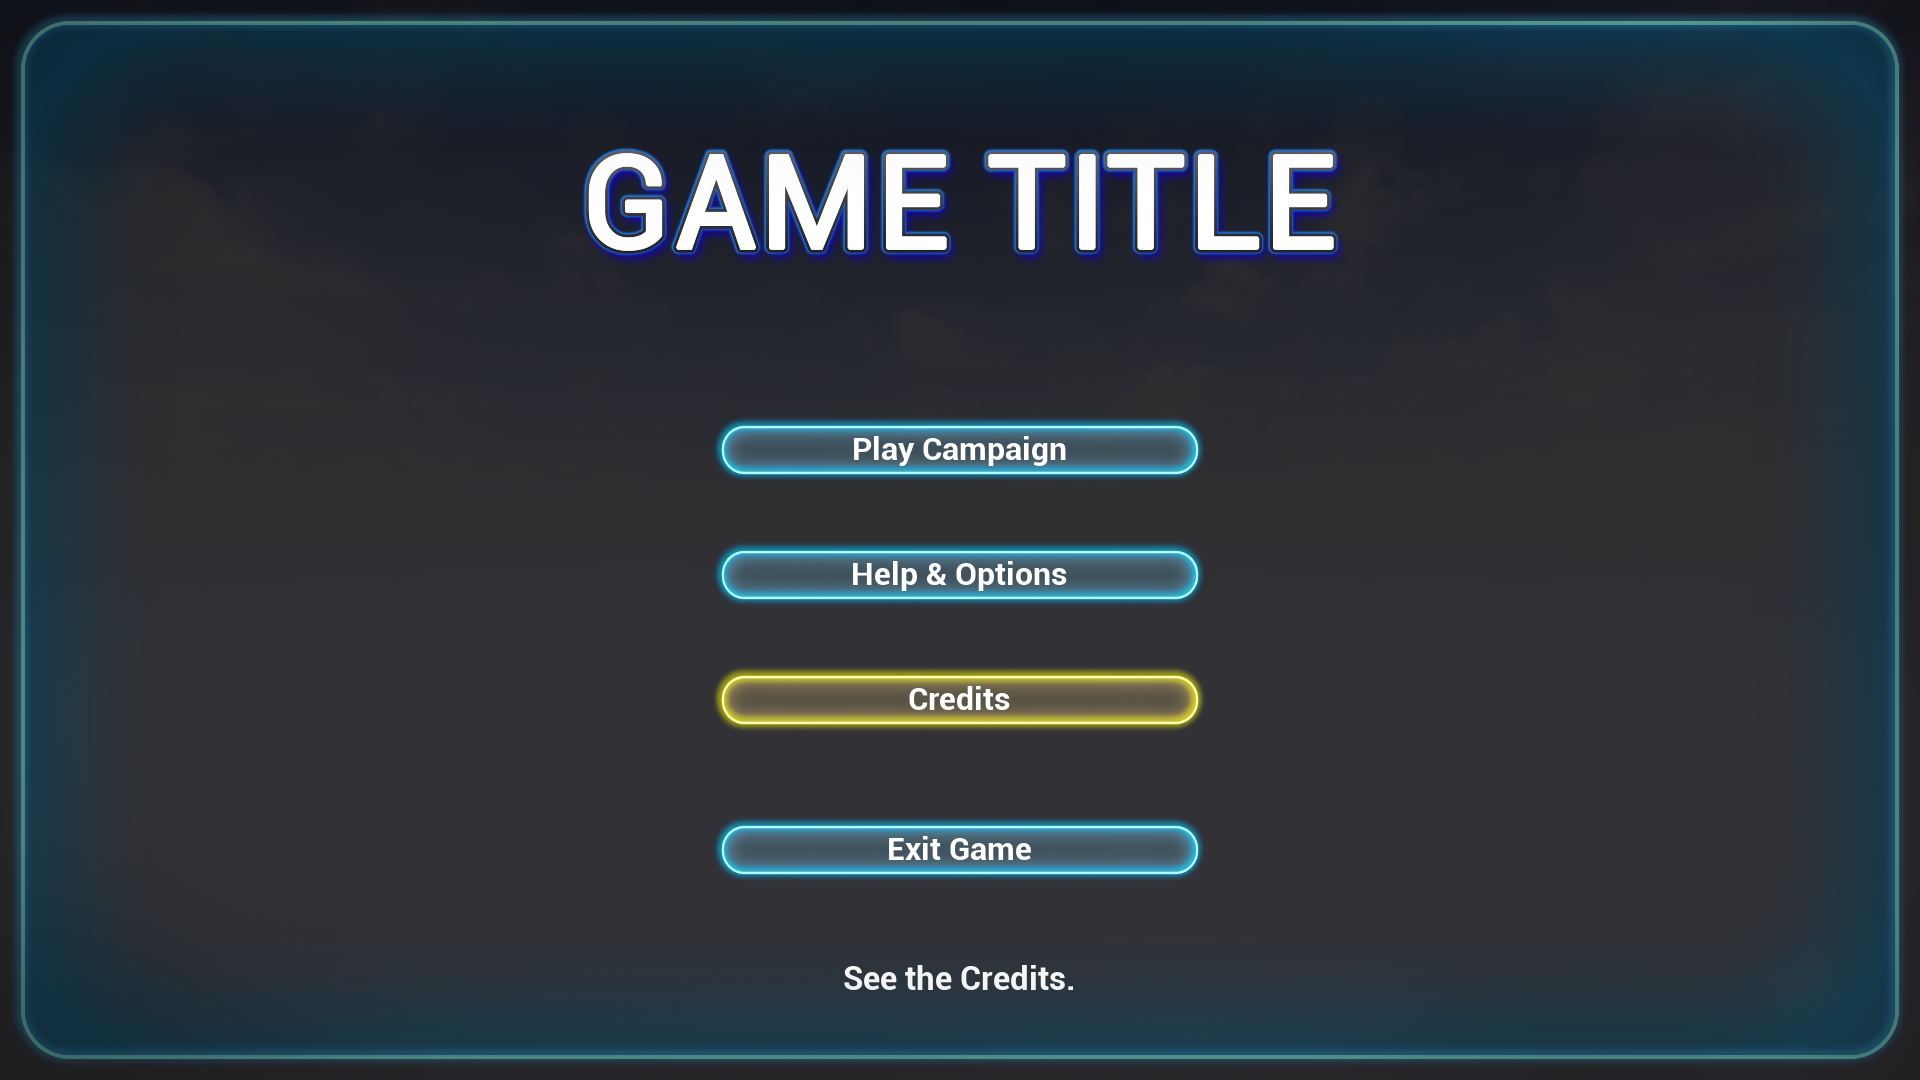 GAME TITLE
Play Campaign
Help & Options
Credits
Exit Game
See the Credits.